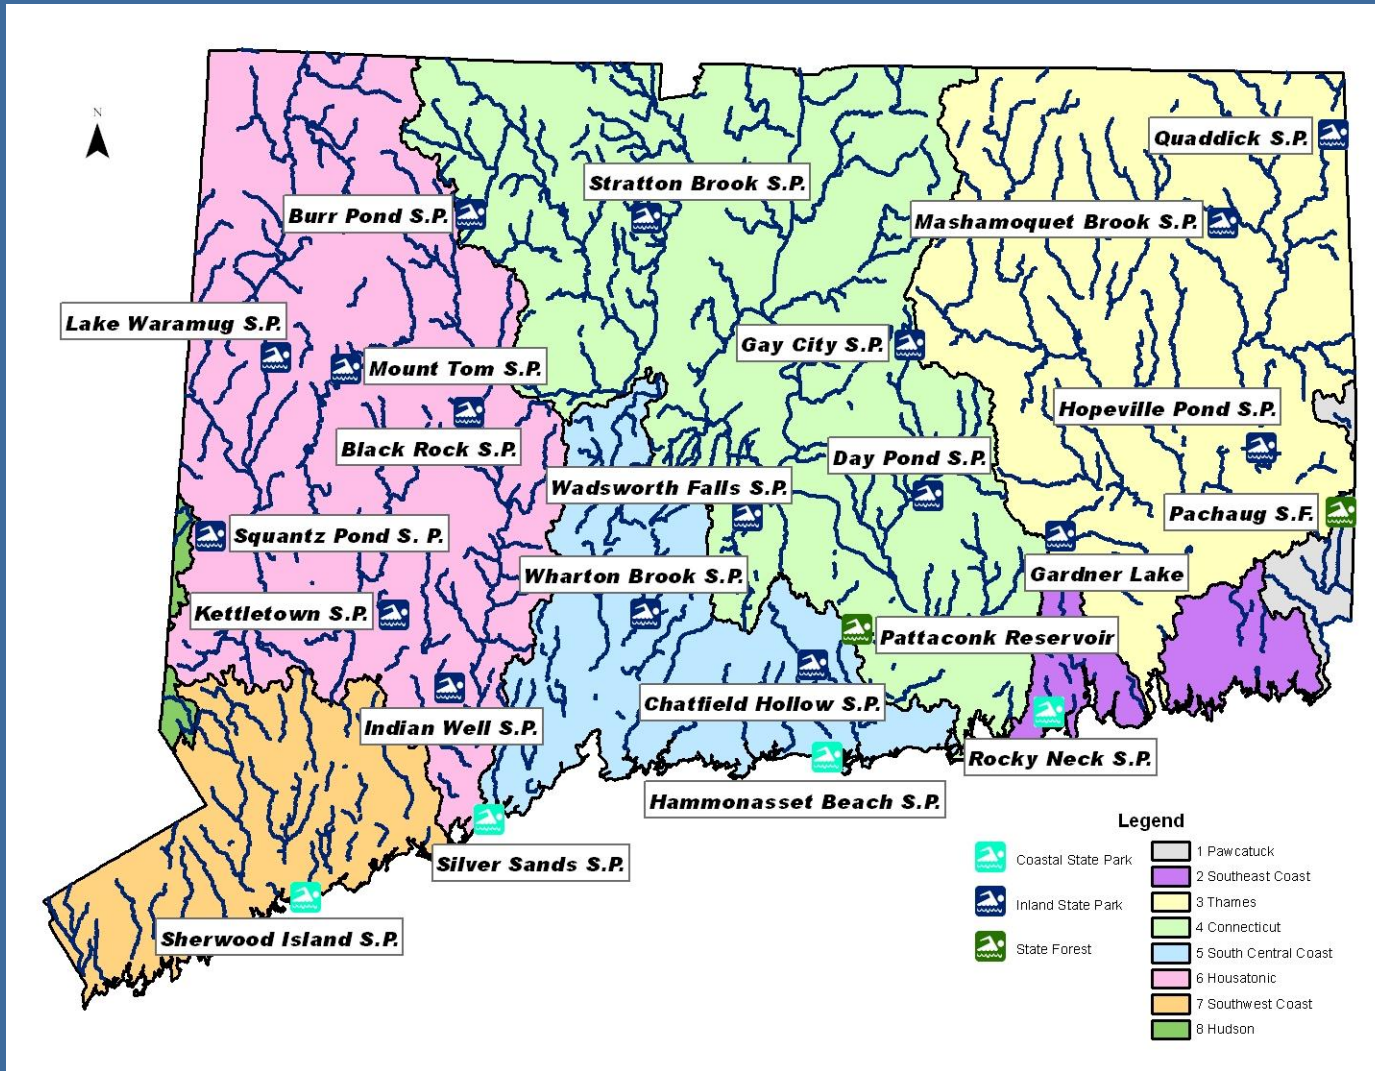 N
Quaddick S.P.
Stratton Brook S.P.
Burr Pond S.P.
Mashamoquet Brook S.P.
Lake Waramug S.P.
Gay City S.P.
Mount Tom S.P.
Hopeville Pond S.P.
Black Rock S.P.
Day Pond S.P.
Wadsworth Falls S.P.
Pachaug S.F.
Squantz Pond S. P.
Wharton Brook S.P.
Gardner Lake
Kettletown S.P.
Pattaconk Reservoir
Chatfield Hollow S.P.
Indian Well S.P.
Rocky Neck S.P.
Hammonasset Beach S.P.
Silver Sands S.P.
Sherwood Island S.P.
Legend
Coastal State Park
Inland State Park
State Forest
1 Pawcatuck
2 Southeast Coast
3 Thames
4 Connecticut
5 South Central Coast
6 Housatonic
7 Southwest Coast
8 Hudson